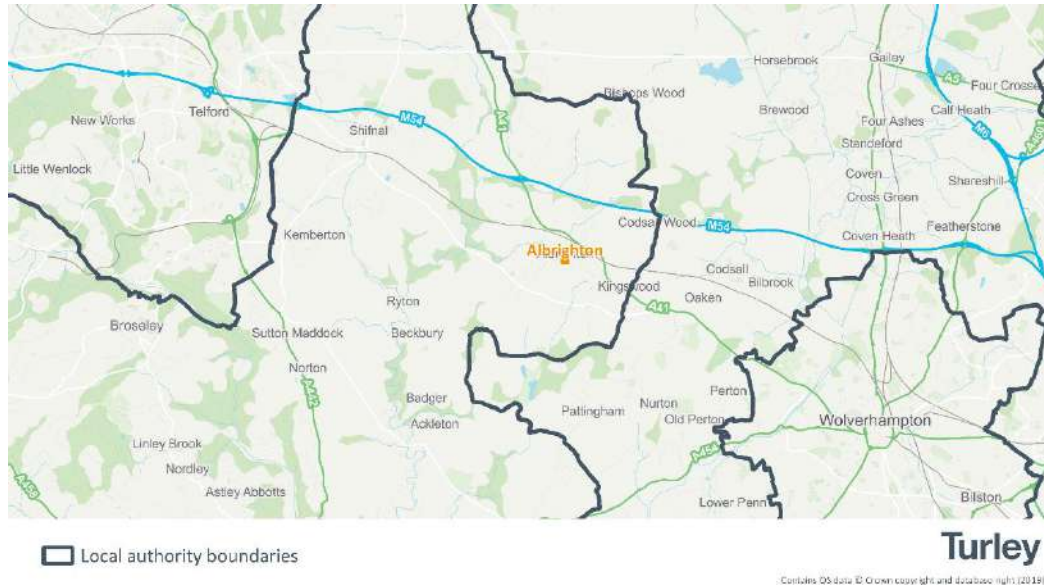 Horsebrook
Gailey
Bishops Wood
A5
Four Crosses
Telford
New Works
M54
Shifnal
Brewood
Calf Heath
Four Ashes
M6
Standeford
Little Wenlock
Coven
Shareshill
Cross Green
Codsall Wood
M54
Featherstone
Kemberton
Coven Heath
Albrighton
Codsall
Bilbrook
Kingswood
Oaken
Ryton
A41
Broseley
Sutton Maddock
Beckbury
Norton
Perton
Badger
Nurton
Pattingham
Old Perton
Wolverhampton
Ackleton
A442
Linley Brook
A454
Nordley
Astley Abbotts
Lower Penn
Bilston
Local authority boundaries
Turley
Contains OS data © Crown copyright and database right (2019)